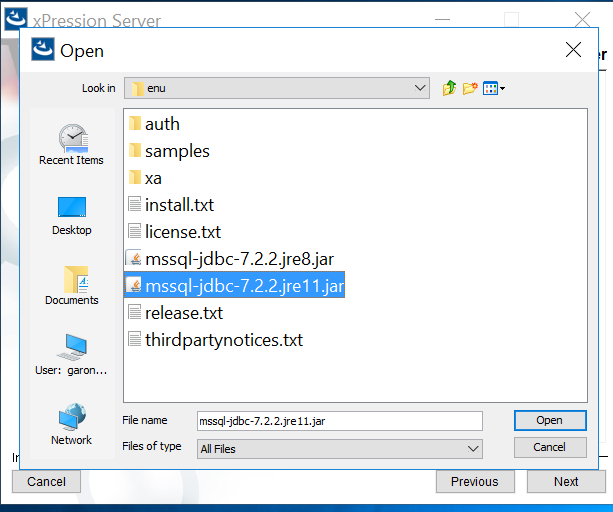 xPression Server
Open
er
Look in
enu
auth
samples
xa
install.txt
license.txt
mssql-jdbc-7.2.2.jre8.jar
mssql-jdbc-7.2.2.jre11.jar
release.txt
thirdpartynotices.txt
Recent Items
Desktop
Documents
User: garon...
Network
File name
mssql-jdbc-7.2.2.jre11.jar
Open
Files of type
All Files
Cancel
In
Cancel
Previous
Next